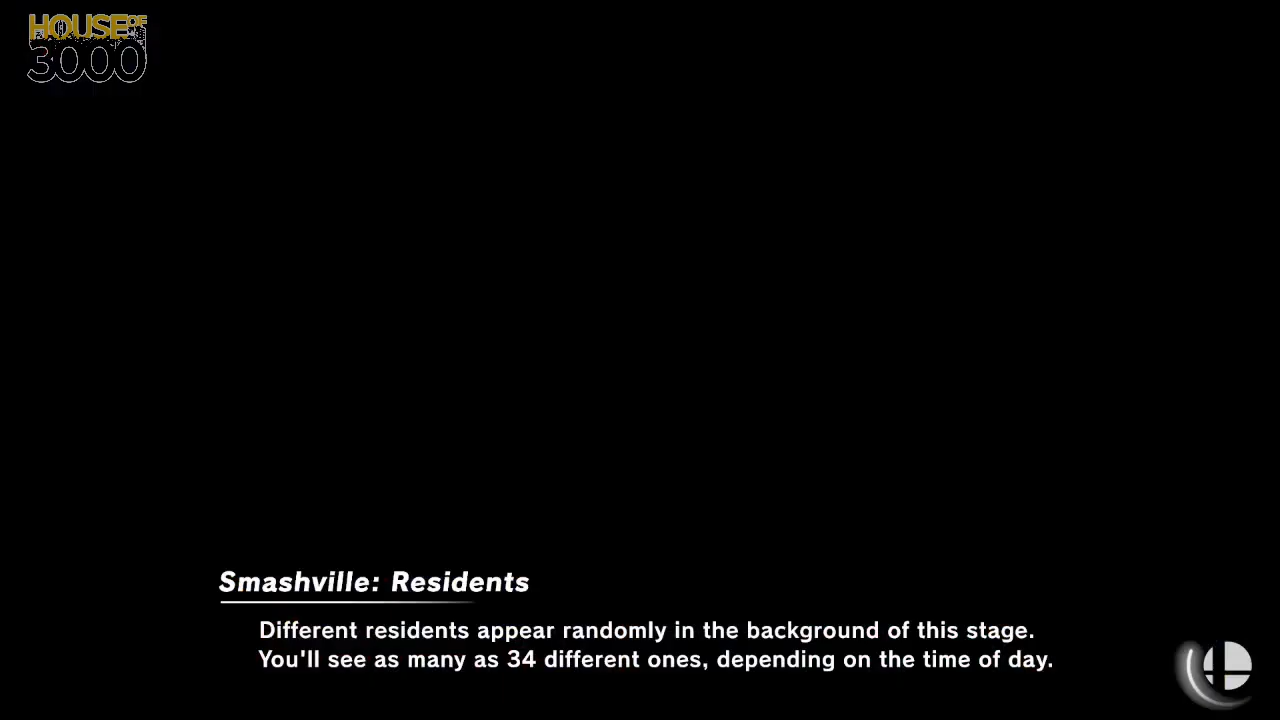 HOUSE OF
3000
Smashville: Residents
Different residents appear randomly in the background of this stage.
You'll see as many as 34 different ones, depending on the time of day.